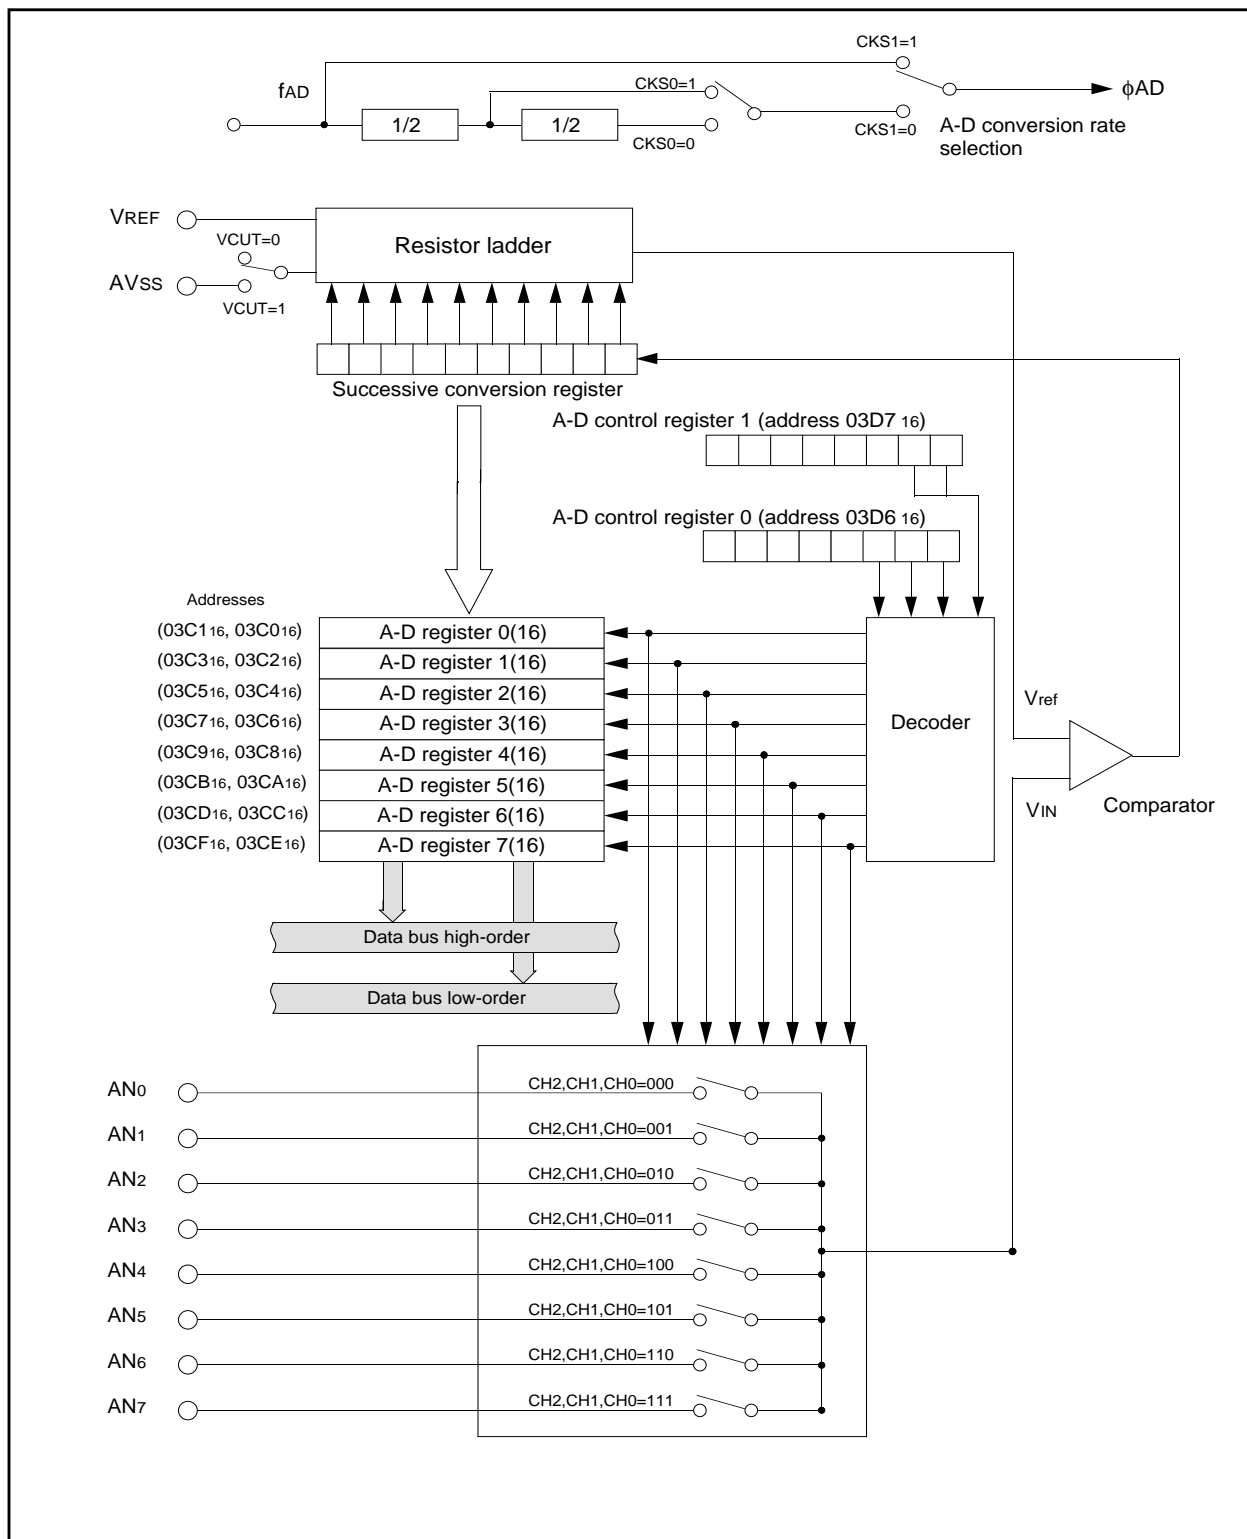 CKS1=1
fAD
CKS0=1
φAD
1/2
1/2
CKS0=0
CKS1=0
A-D conversion rate
selection
VREF
VCUT=0
Resistor ladder
AVSS
VCUT=1
Successive conversion register
A-D control register 1 (address 03D7 16)
A-D control register 0 (address 03D6 16)
Addresses
(03C116, 03C016)
A-D register 0(16)
(03C316, 03C216)
A-D register 1(16)
(03C516, 03C416)
A-D register 2(16)
(03C716, 03C616)
A-D register 3(16)
(03C916, 03C816)
A-D register 4(16)
(03CB16, 03CA16)
A-D register 5(16)
(03CD16, 03CC16)
A-D register 6(16)
(03CF16, 03CE16)
A-D register 7(16)
Decoder
Vref
VIN
Comparator
Data bus high-order
Data bus low-order
AN0
CH2,CH1,CH0=000
AN1
CH2,CH1,CH0=001
AN2
CH2,CH1,CH0=010
AN3
CH2,CH1,CH0=011
AN4
CH2,CH1,CH0=100
AN5
CH2,CH1,CH0=101
AN6
CH2,CH1,CH0=110
AN7
CH2,CH1,CH0=111